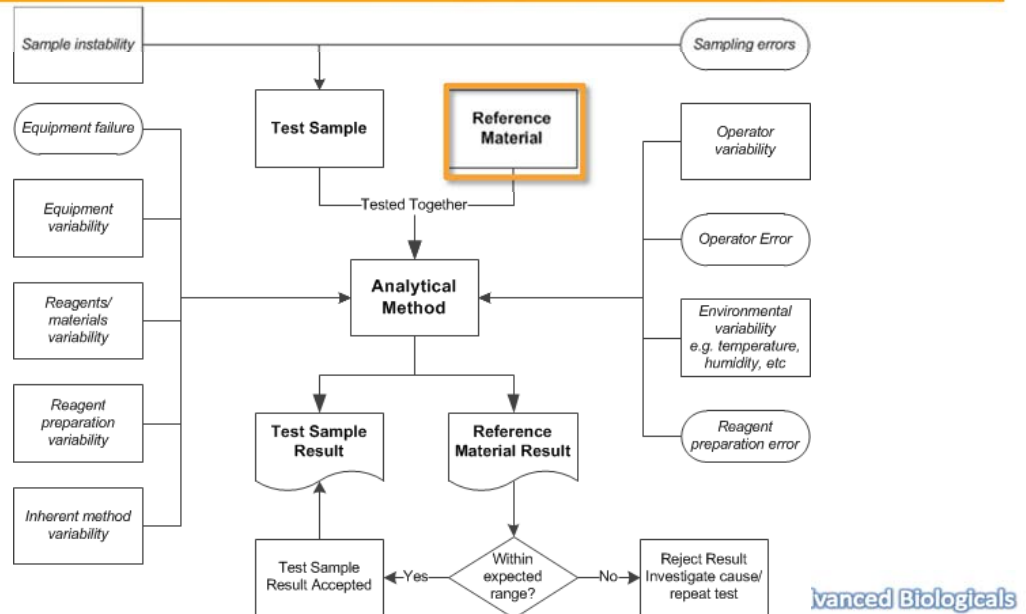 Sample instability
Sampling errors
Equipment failure
Test Sample
Reference
Material
Operator
variability
Equipment
variability
Tested Together
Operator Error
Analytical
Method
Reagents/
materials
variability
Environmental
variability
e.g. temperature,
humidity, etc
Reagent
preparation
variability
Test Sample
Result
Reference
Material Result
Reagent
preparation error
Inherent method
variability
Test Sample
Result Accepted
Yes
Within
expected
range?
No
Reject Result
Investigate cause/
repeat test
Biologicals